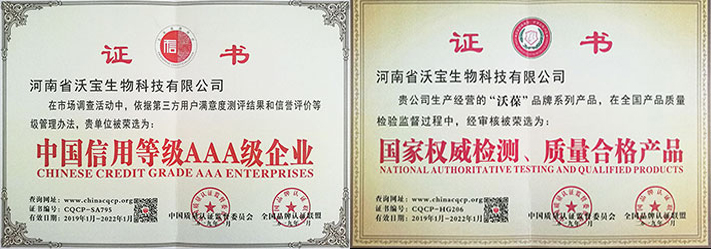 证 书
河南省沃宝生物科技有限公司
在市场调查活动中，依据第三方用户满意度测评结果和信誉评价等
级管理办法，贵单位被荣选为：
中国信用等级AAA级企业
CHINESE CREDIT GRADE AAA ENTERPRISES
查询网址：www.chinacqcp.org
证书编号：CQCP-SA795
有效日期：2019年1月-2022年1月
中国质量认证监督委员会
全国品牌认证联盟
证 书
河南省沃宝生物科技有限公司
贵公司生产经营的“沃葆”品牌系列产品，在全国产品质量
检验监督过程中，经审核被荣选为：
国家权威检测、质量合格产品
NATIONAL AUTHORITATIVE TESTING AND QUALIFIED PRODUCTS
查询网址：www.chinacqcp.org
证书编号：CQCP-HG206
有效日期：2019年1月-2022年1月
中国质量认证监督委员会
全国品牌认证联盟